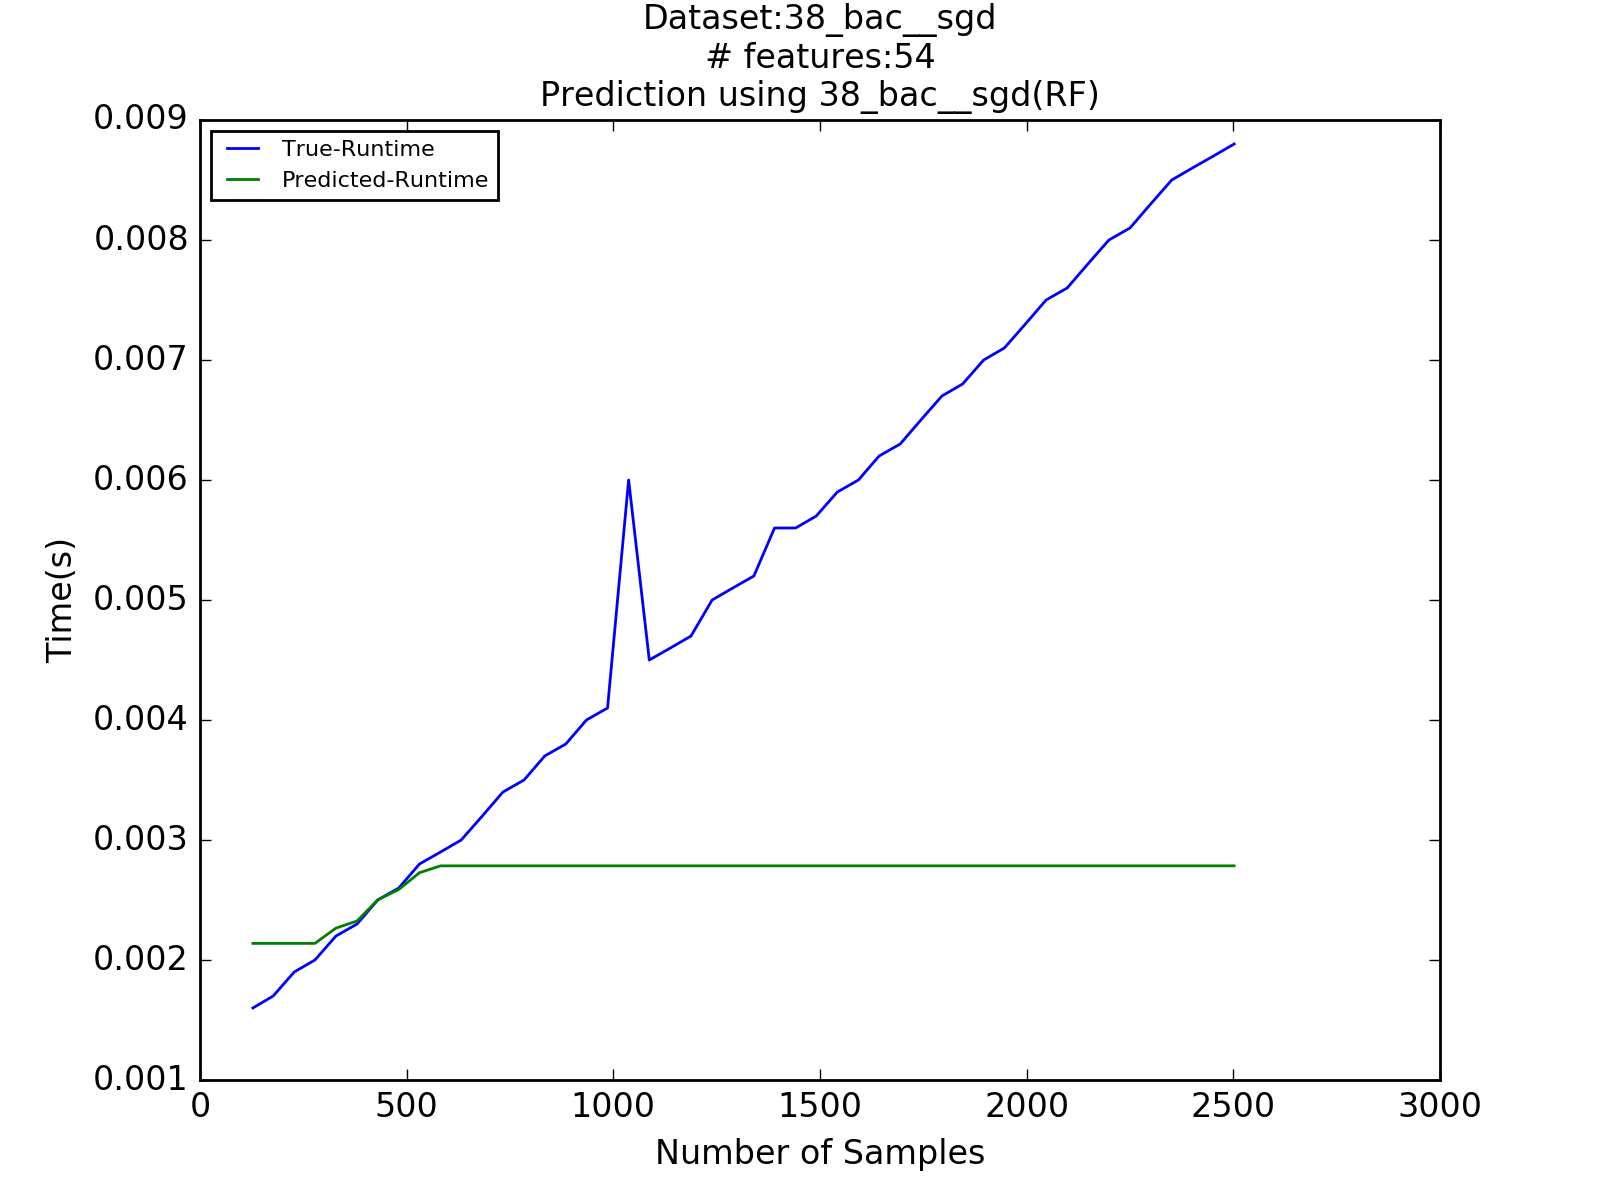 Dataset:38_bac__sgd
# features:54
Prediction using 38_bac__sgd(RF)
True-Runtime
Predicted-Runtime
0.009
0.008
0.007
0.006
0.005
0.004
0.003
0.002
0.001
Time(s)
0 500 1000 1500 2000 2500 3000
Number of Samples